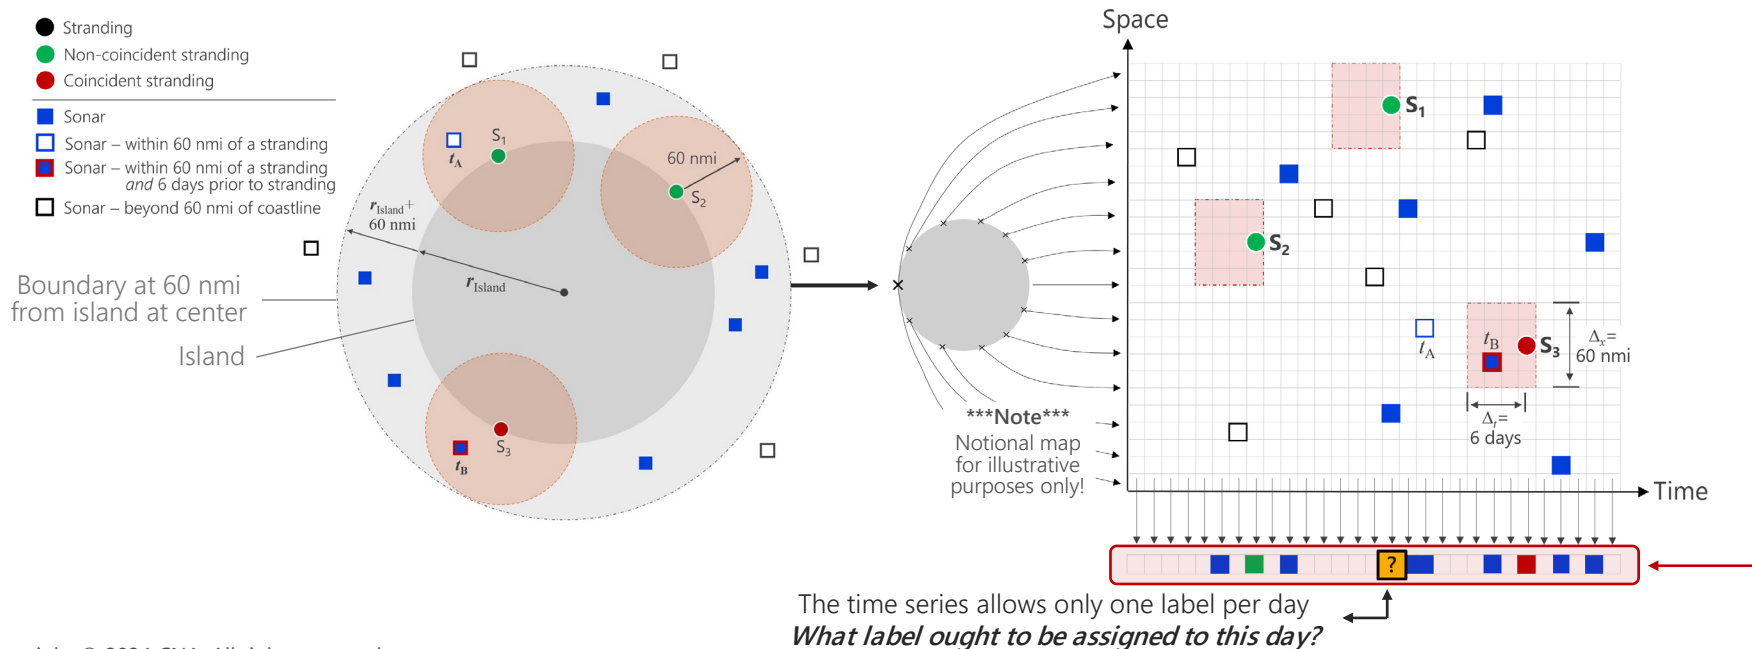 Stranding
Non-coincident stranding
Coincident stranding
Sonar
Sonar – within 60 nmi of a stranding
Sonar – within 60 nmi of a stranding
and 6 days prior to stranding
Sonar – beyond 60 nmi of coastline
Boundary at 60 nmi
from island at center
Island
S1
tA
60 nmi
S2
rIsland+
60 nmi
rIsland
S3
tB
Space
S1
S2
tA
tB
S3
Δx=
60 nmi
Δt=
6 days
***Note***
Notional map
for illustrative
purposes only!
Time
?
The time series allows only one label per day
What label ought to be assigned to this day?